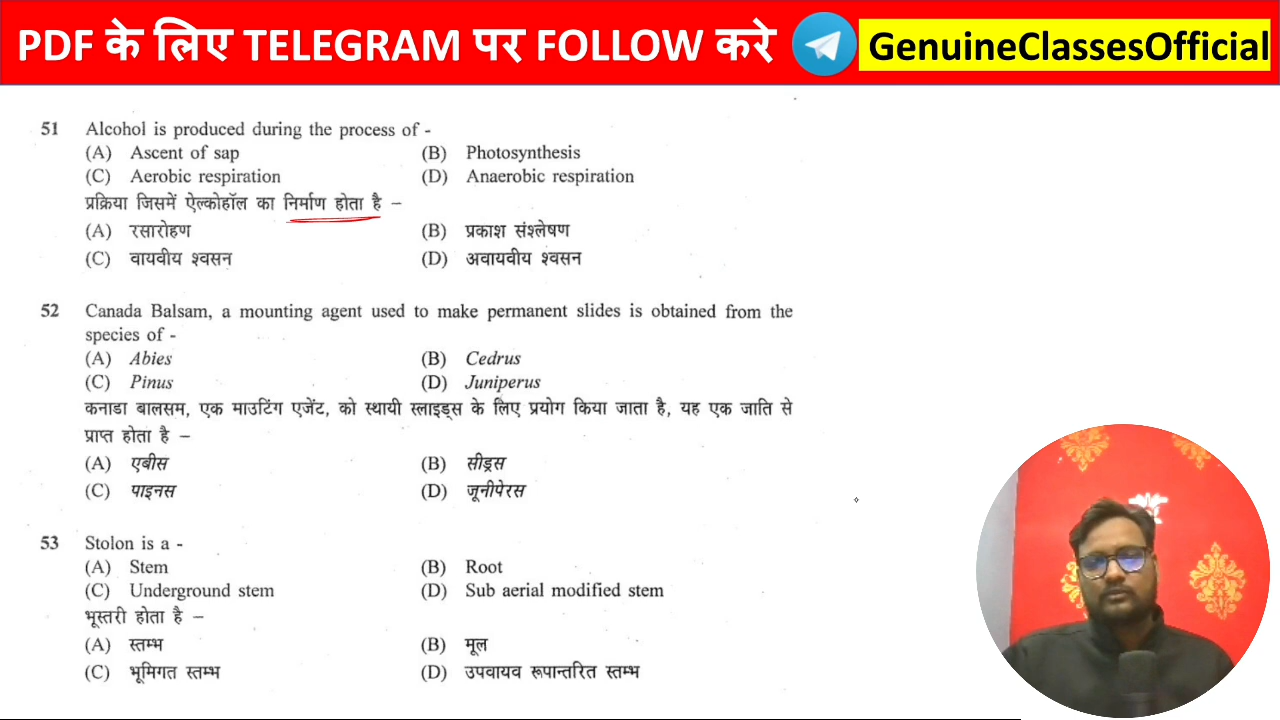 PDF के लिए TELEGRAM पर FOLLOW करे GenuineClassesOfficial
51 Alcohol is produced during the process of -
(A) Ascent of sap (B) Photosynthesis
(C) Aerobic respiration (D) Anaerobic respiration
प्रक्रिया जिसमें ऐल्कोहॉल का निर्माण होता है –
(A) रसारोहण (B) प्रकाश संश्लेषण
(C) वायवीय श्वसन (D) अवायवीय श्वसन
52 Canada Balsam, a mounting agent used to make permanent slides is obtained from the
species of -
(A) Abies (B) Cedrus
(C) Pinus (D) Juniperus
कनाडा बालसम, एक माउटिंग एजेंट, को स्थायी स्लाइड्स के लिए प्रयोग किया जाता है, यह एक जाति से
प्राप्त होता है –
(A) एबीस (B) सीड्रस
(C) पाइनस (D) जूनीपेरस
53 Stolon is a -
(A) Stem (B) Root
(C) Underground stem (D) Sub aerial modified stem
भूस्तरी होता है –
(A) स्तम्भ (B) मूल
(C) भूमिगत स्तम्भ (D) उपवायव रूपान्तरित स्तम्भ